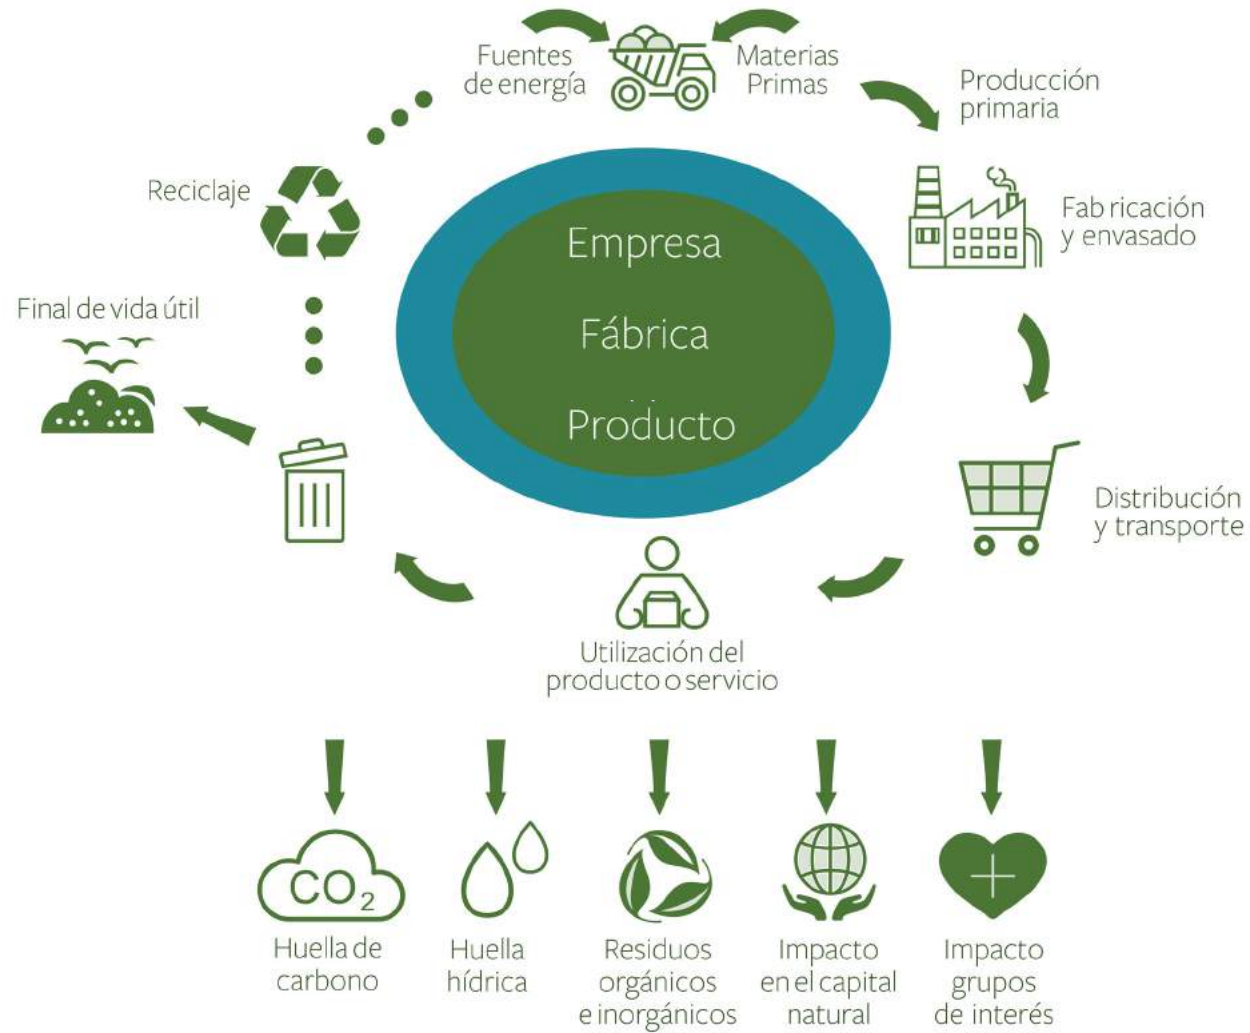 Fuentes
de energía
Materias
Primas
Producción
primaria
Reciclaje
Fab ricación
y envasado
Empresa
Fábrica
Producto
Final de vida útil
Distribución
y transporte
Utilización del
producto o servicio
CO2
Huella de
carbono
Huella
hídrica
Residuos
orgánicos
e inorgánicos
Impacto
en el capital
natural
Impacto
grupos
de interés